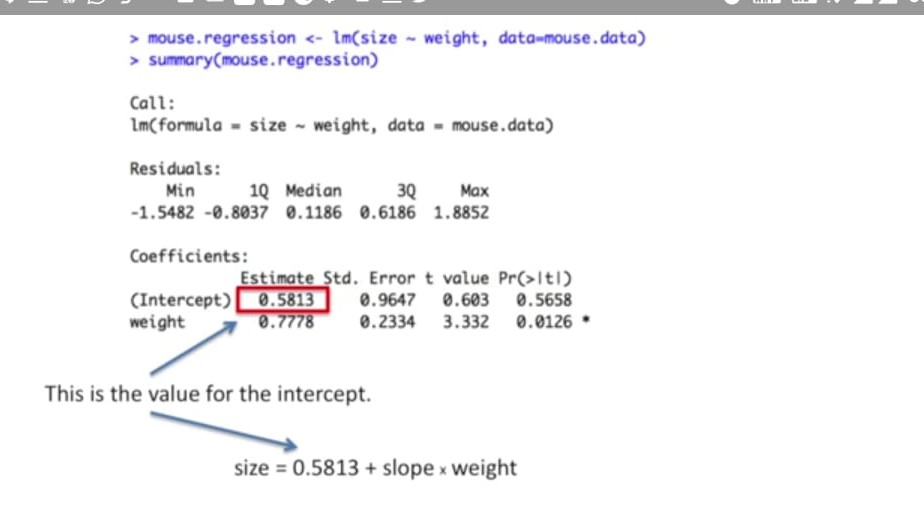 > mouse.regression <- lm(size ~ weight, data=mouse.data)
> summary(mouse.regression)
Call:
lm(formula = size ~ weight, data = mouse.data)
Residuals:
Min 1Q Median 3Q Max
-1.5482 -0.8037 0.1186 0.6186 1.8852
Coefficients:
Estimate Std. Error t value Pr(>|t|)
(Intercept) 0.5813 0.9647 0.603 0.5658
weight 0.7778 0.2334 3.332 0.0126 *
This is the value for the intercept.
size = 0.5813 + slope x weight